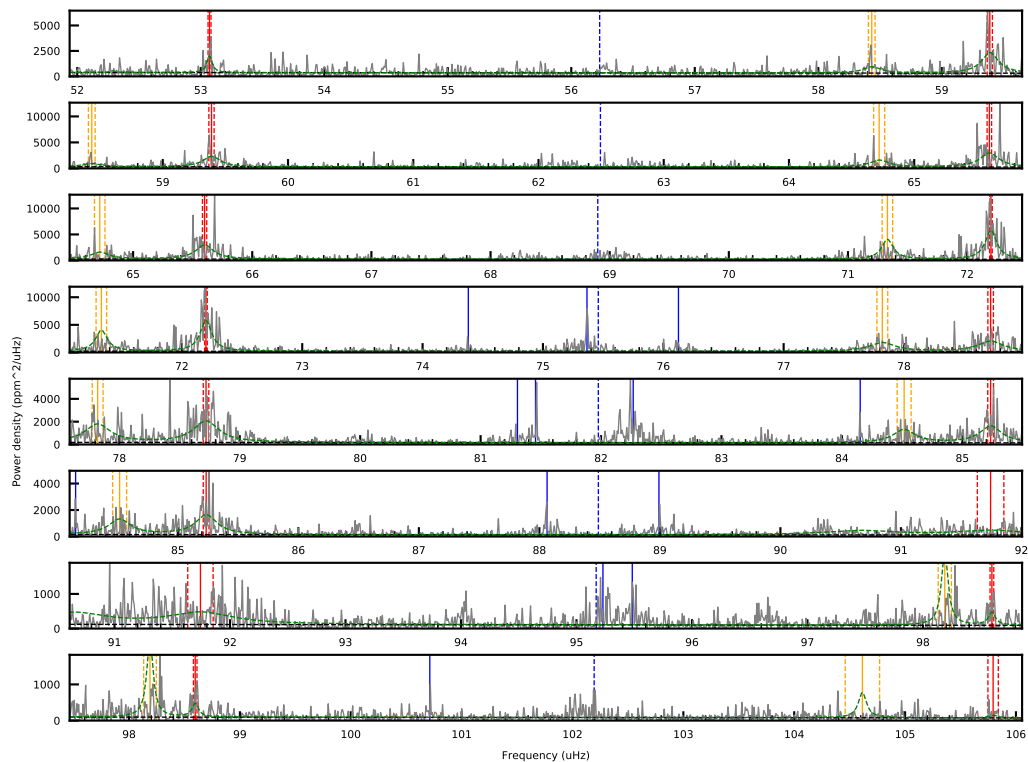 5000
2500
0
52 53 54 55 56 57 58 59
10000
5000
0
59 60 61 62 63 64 65
10000
5000
0
65 66 67 68 69 70 71 72
10000
5000
0
72 73 74 75 76 77 78
4000
2000
0
78 79 80 81 82 83 84 85
4000
2000
0
85 86 87 88 89 90 91 92
1000
0
91 92 93 94 95 96 97 98
1000
0
98 99 100 101 102 103 104 105 106
Power density (ppm^2/uHz)
Frequency (uHz)